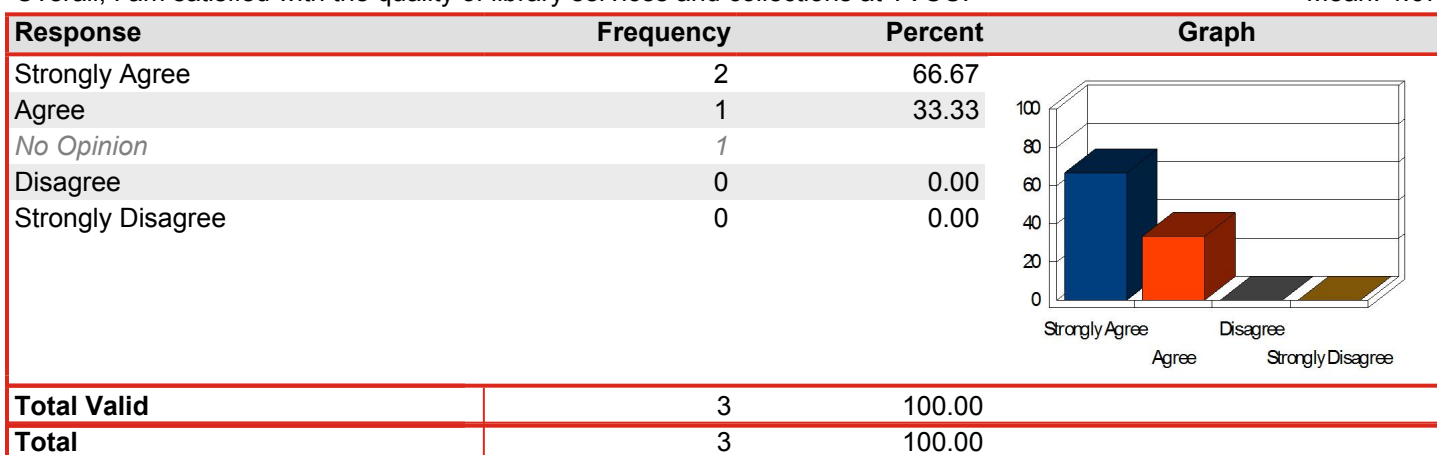 Response Frequency Percent Graph
Strongly Agree 2 66.67
Agree 1 33.33
No Opinion 1
Disagree 0 0.00
Strongly Disagree 0 0.00
100
80
60
40
20
0
Strongly Agree Disagree
Agree Strongly Disagree
Total Valid 3 100.00
Total 3 100.00